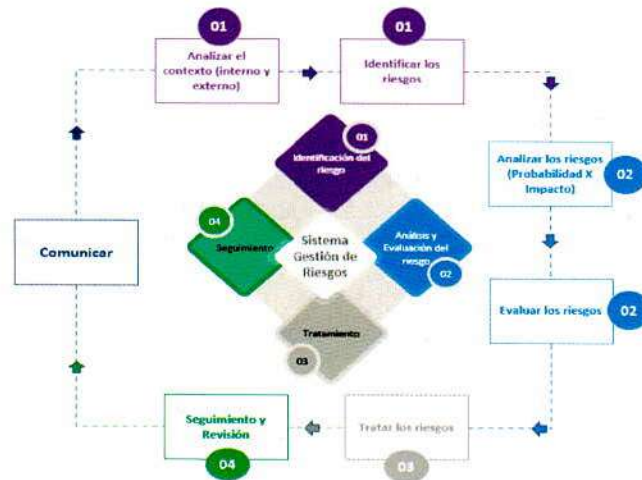 01
Analizar el
contexto (interno y
externo)
01
Identificar los
riesgos
01
Identificación del
riesgo
Analizar los riesgos
(Probabilidad X
Impacto)
02
04
Seguimiento
Sistema
Gestión de
Riesgos
Análisis y
Evaluación del
riesgo
02
Comunicar
Evaluar los riesgos
02
Tratamiento
03
Seguimiento y
Revisión
04
Tratar los riesgos
03